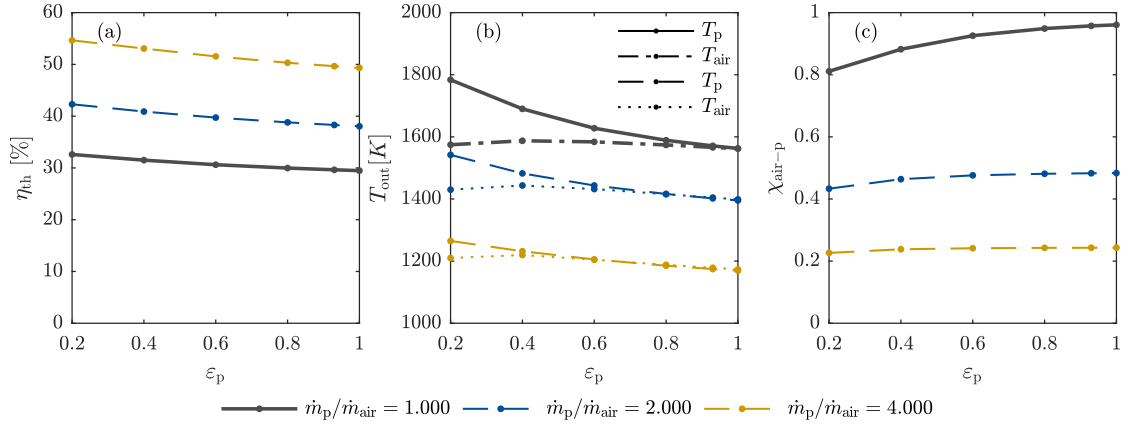 (a)
60
50
40
30
20
10
0
η_th [%]
0.2 0.4 0.6 0.8 1
ε_p
(b)
2000
1800
1600
1400
1200
1000
T_out [K]
T_p
T_air
T_p
T_air
0.2 0.4 0.6 0.8 1
ε_p
(c)
1
0.8
0.6
0.4
0.2
0
χ_air−p
0.2 0.4 0.6 0.8 1
ε_p
ṁ_p/ṁ_air = 1.000 ṁ_p/ṁ_air = 2.000 ṁ_p/ṁ_air = 4.000